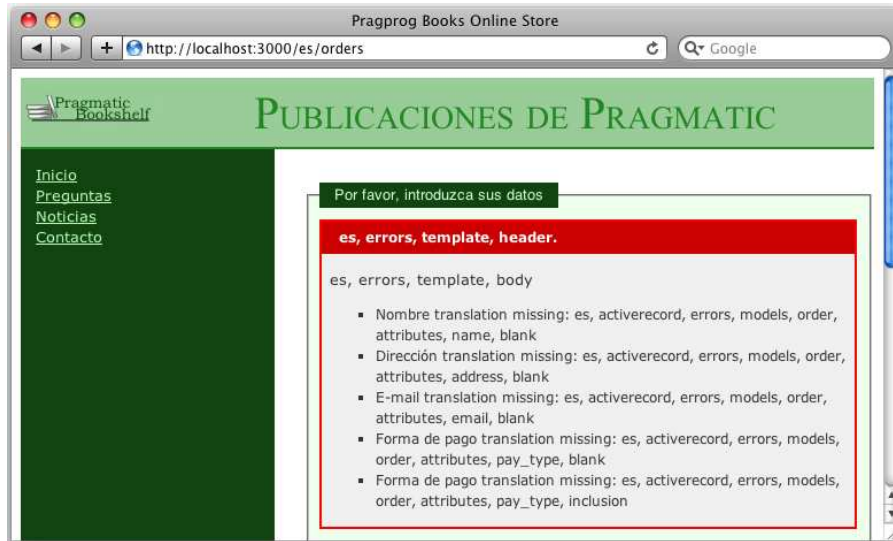 Pragprog Books Online Store
http://localhost:3000/es/orders
Google
Pragmatic
Bookshelf
PUBLICACIONES DE PRAGMATIC
Inicio
Preguntas
Noticias
Contacto
Por favor, introduzca sus datos
es, errors, template, header.
es, errors, template, body
Nombre translation missing: es, activerecord, errors, models, order,
attributes, name, blank
Dirección translation missing: es, activerecord, errors, models, order,
attributes, address, blank
E-mail translation missing: es, activerecord, errors, models, order,
attributes, email, blank
Forma de pago translation missing: es, activerecord, errors, models,
order, attributes, pay_type, blank
Forma de pago translation missing: es, activerecord, errors, models,
order, attributes, pay_type, inclusion